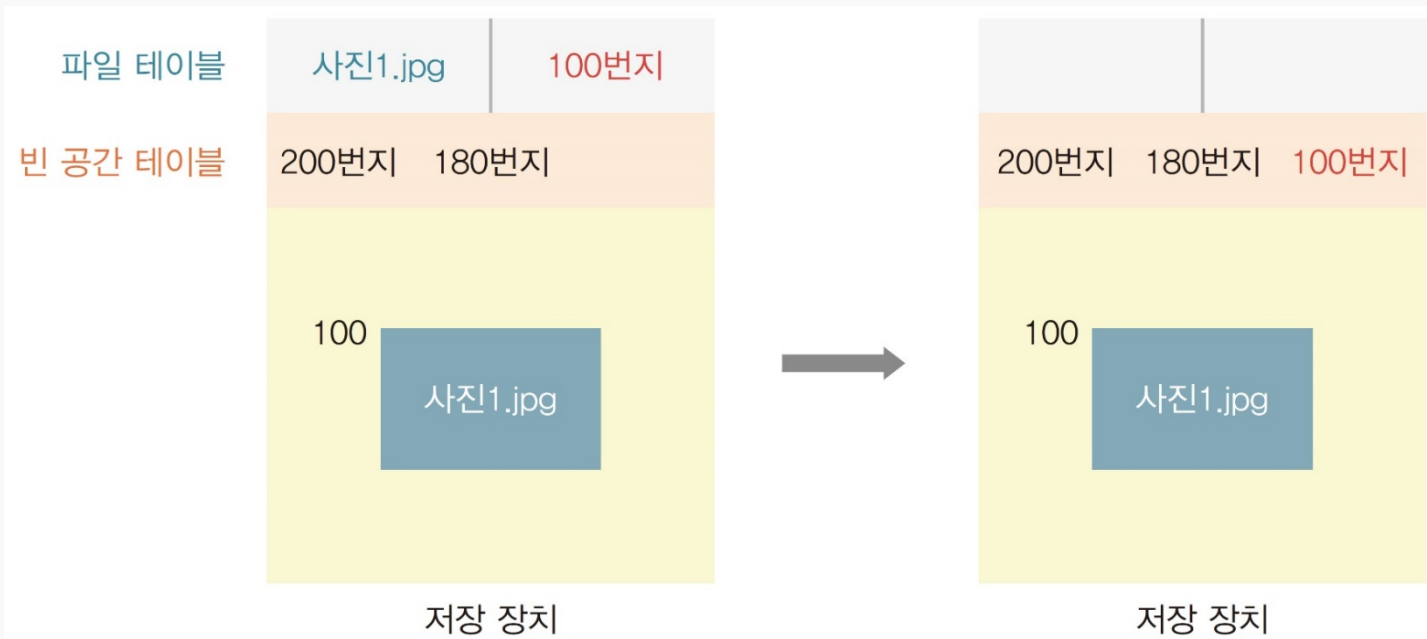 파일 테이블 사진1.jpg 100번지
빈 공간 테이블 200번지 180번지 200번지 180번지 100번지
100 100
사진1.jpg 사진1.jpg
저장 장치 저장 장치